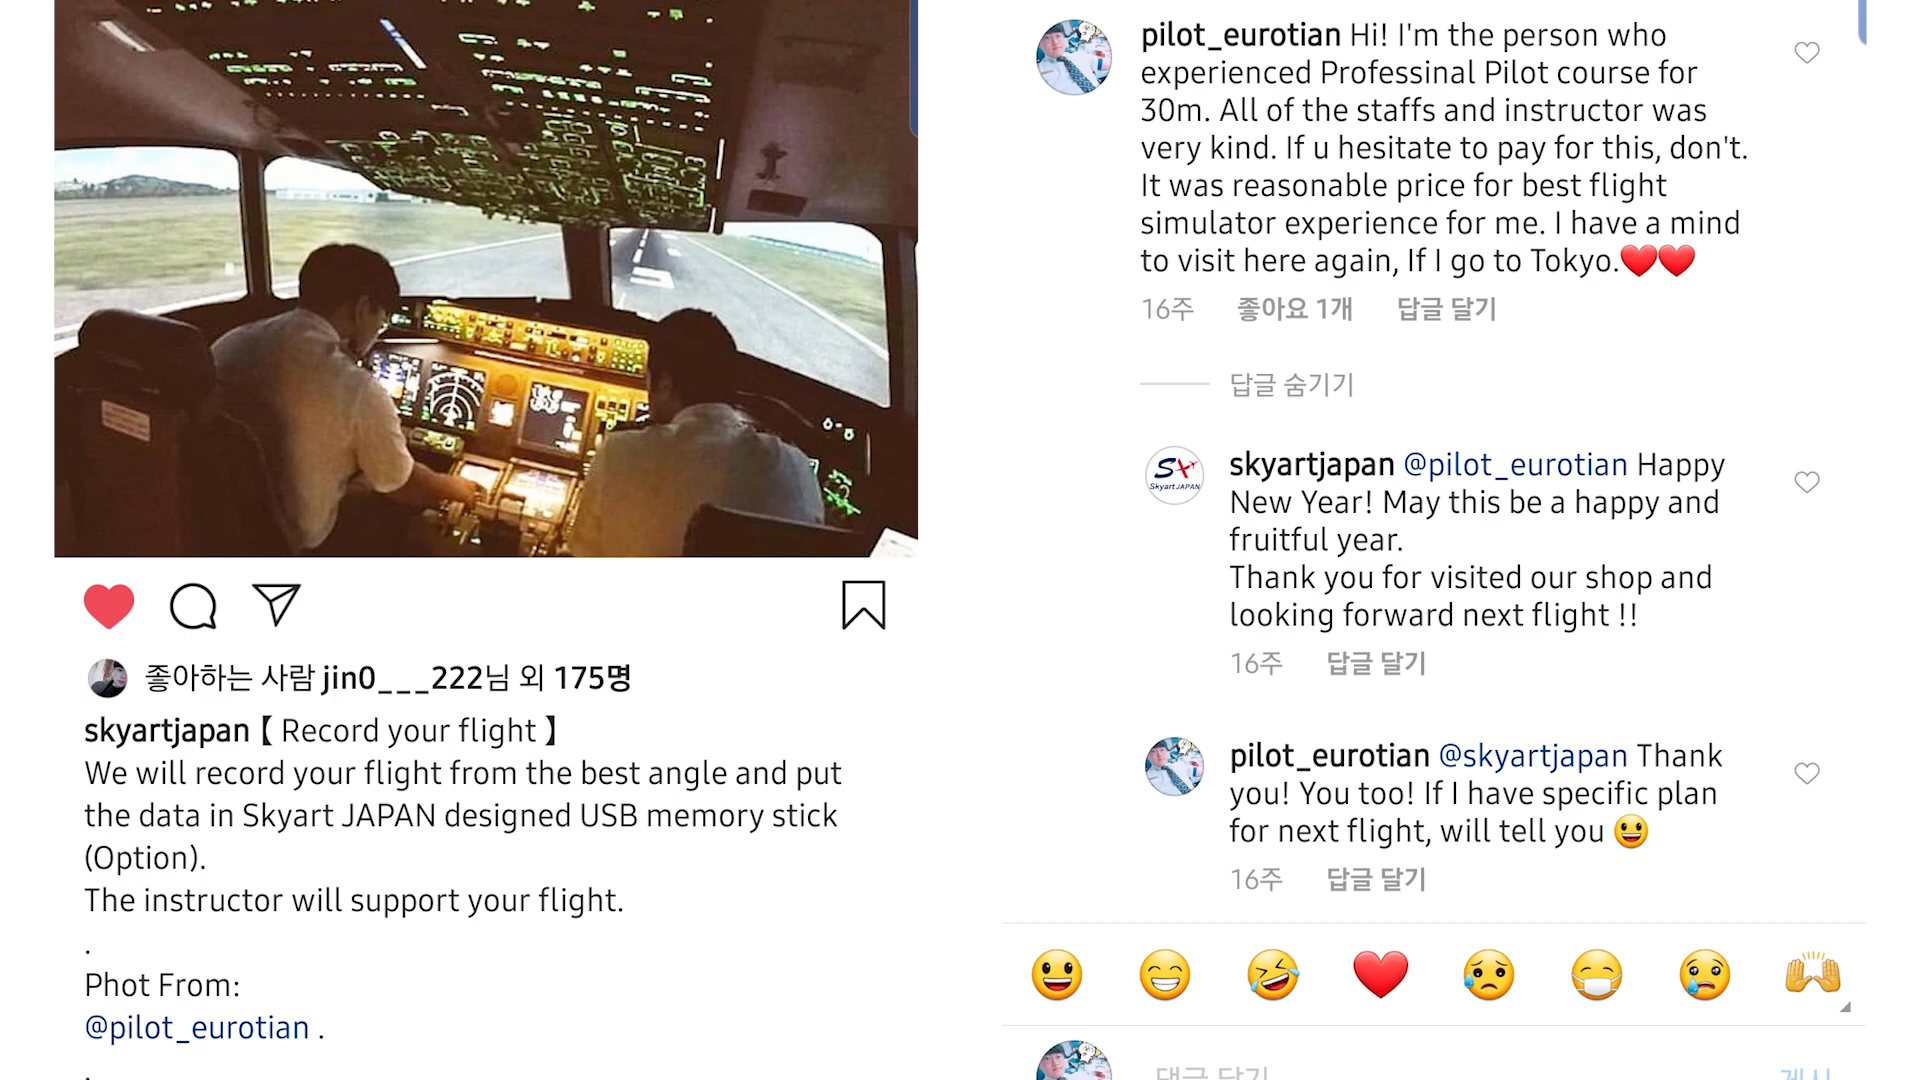 좋아하는 사람 jin0___222님 외 175명
skyartjapan【 Record your flight 】
We will record your flight from the best angle and put
the data in Skyart JAPAN designed USB memory stick
(Option).
The instructor will support your flight.
.
Phot From:
@pilot_eurotian .
.
pilot_eurotian Hi! I'm the person who
experienced Professinal Pilot course for
30m. All of the staffs and instructor was
very kind. If u hesitate to pay for this, don't.
It was reasonable price for best flight
simulator experience for me. I have a mind
to visit here again, If I go to Tokyo.❤️❤️
16주 좋아요 1개 답글 달기
답글 숨기기
SkyartJAPAN
skyartjapan @pilot_eurotian Happy
New Year! May this be a happy and
fruitful year.
Thank you for visited our shop and
looking forward next flight !!
16주 답글 달기
pilot_eurotian @skyartjapan Thank
you! You too! If I have specific plan
for next flight, will tell you 😃
16주 답글 달기
댓글 달기
게시